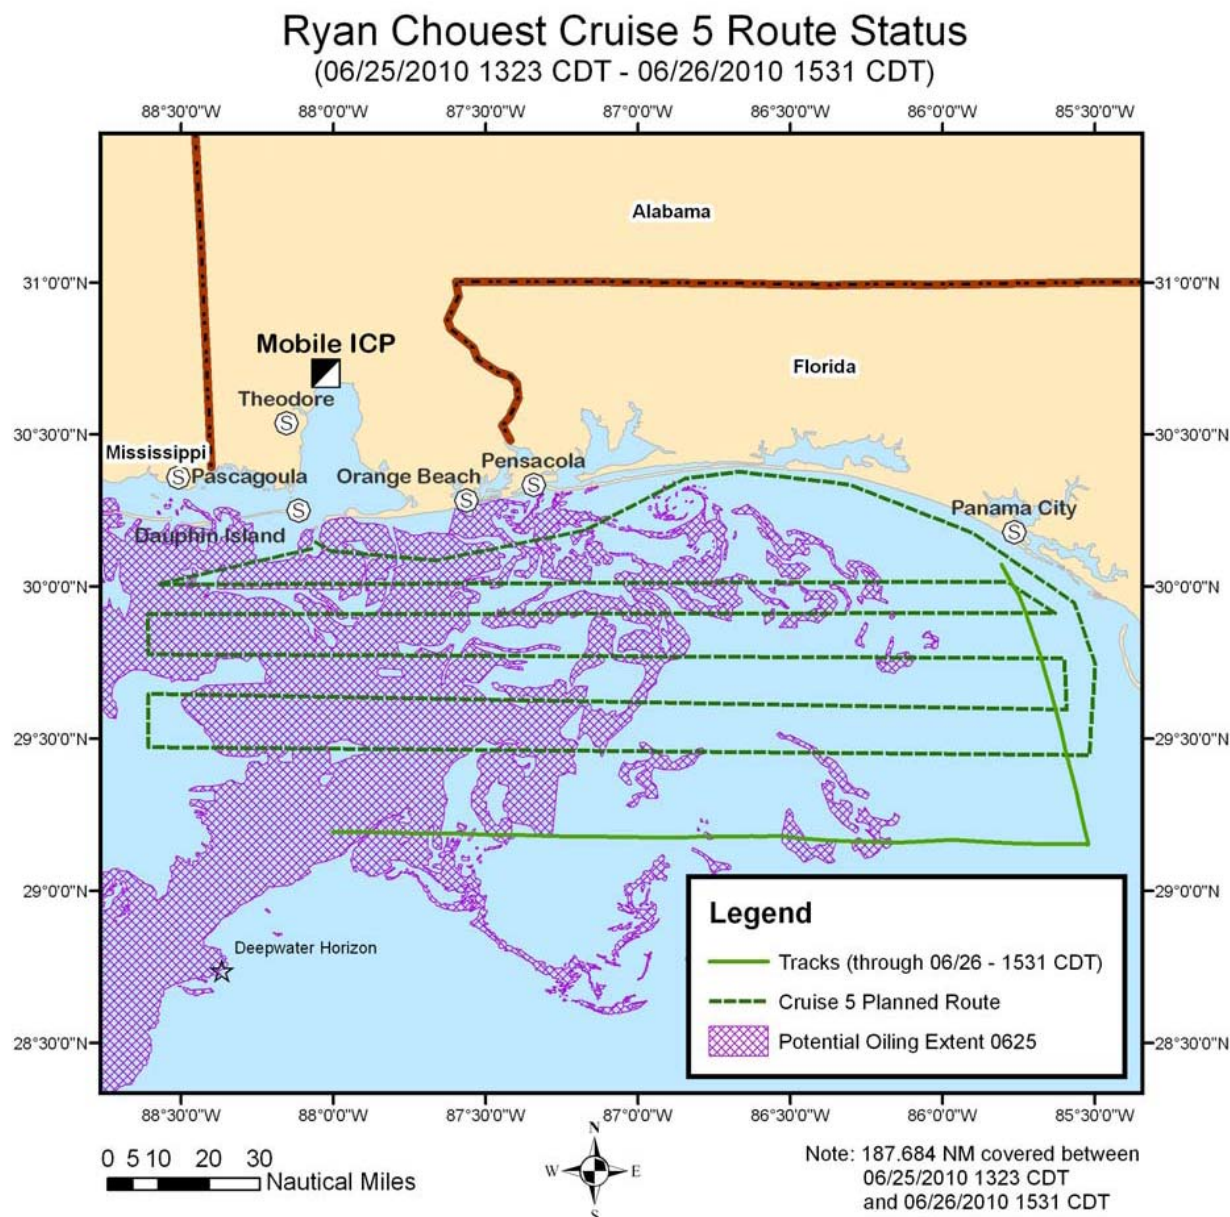 Ryan Chouest Cruise 5 Route Status
(06/25/2010 1323 CDT - 06/26/2010 1531 CDT)
88°30'0"W 88°0'0"W 87°30'0"W 87°0'0"W 86°30'0"W 86°0'0"W 85°30'0"W
Alabama
31°0'0"N 31°0'0"N
Mobile ICP
Florida
Theodore
S
30°30'0"N 30°30'0"N
Mississippi
Pensacola
S Pascagoula Orange Beach S
S
S
Panama City
Dauphin Island
S
30°0'0"N 30°0'0"N
29°30'0"N 29°30'0"N
29°0'0"N 29°0'0"N
Legend
Deepwater Horizon
Tracks (through 06/26 - 1531 CDT)
Cruise 5 Planned Route
Potential Oiling Extent 0625
28°30'0"N 28°30'0"N
88°30'0"W 88°0'0"W 87°30'0"W 87°0'0"W 86°30'0"W 86°0'0"W 85°30'0"W
0 5 10 20 30
Nautical Miles
N
W E
S
Note: 187.684 NM covered between
06/25/2010 1323 CDT
and 06/26/2010 1531 CDT